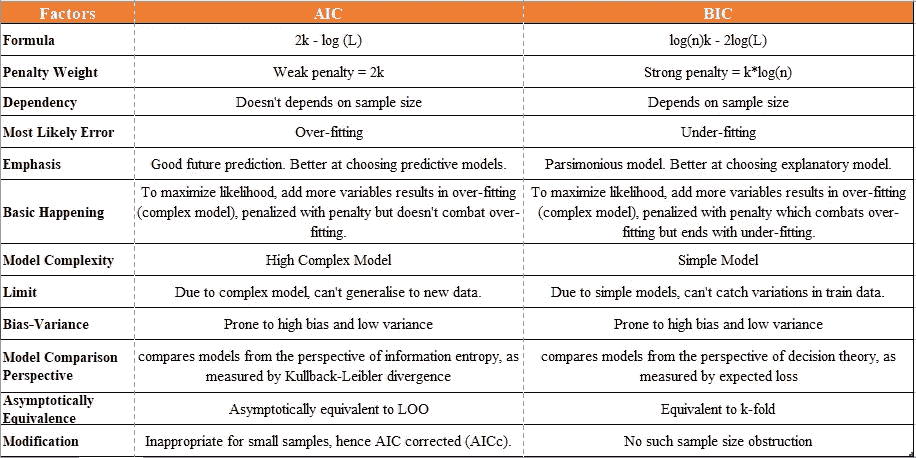 Factors AIC BIC
Formula 2k - log (L) log(n)k - 2log(L)
Penalty Weight Weak penalty = 2k Strong penalty = k*log(n)
Dependency Doesn't depends on sample size Depends on sample size
Most Likely Error Over-fitting Under-fitting
Emphasis Good future prediction. Better at choosing predictive models. Parsimonious model. Better at choosing explanatory model.
Basic Happening
To maximize likelihood, add more variables results in over-fitting
(complex model), penalized with penalty but doesn't combat over-
fitting.
To maximize likelihood, add more variables results in over-fitting
(complex model), penalized with penalty which combats over-
fitting but ends with under-fitting.
Model Complexity High Complex Model Simple Model
Limit Due to complex model, can't generalise to new data. Due to simple models, can't catch variations in train data.
Bias-Variance Prone to high bias and low variance Prone to high bias and low variance
Model Comparison
Perspective
compares models from the perspective of information entropy, as
measured by Kullback-Leibler divergence
compares models from the perspective of decision theory, as
measured by expected loss
Asymptotically
Equivalence
Asymptotically equivalent to LOO Equivalent to k-fold
Modification Inappropriate for small samples, hence AIC corrected (AICc). No such sample size obstruction